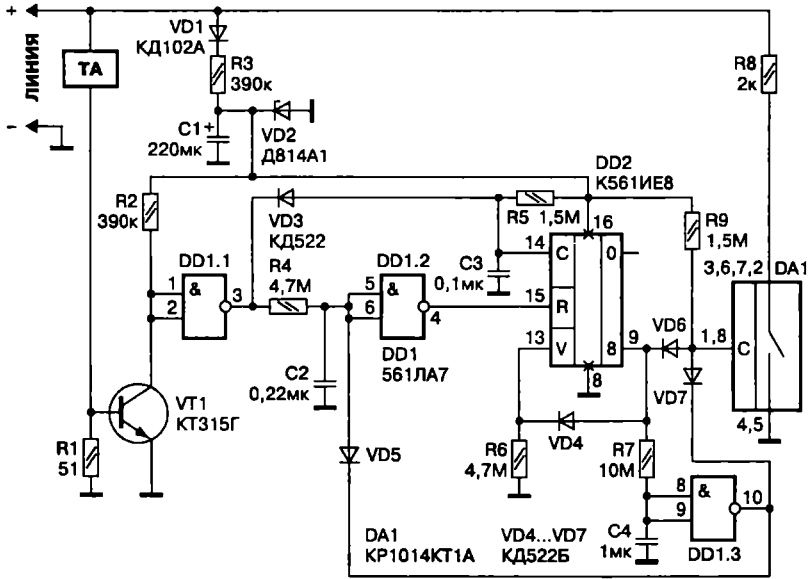 +
ЛИНИЯ
-
TA
VD1
КД102А
R3
390к
C1
+
220мк
VD2
Д814А1
R8
2к
DD2
К561ИЕ8
R2
390к
VD3
КД522
R5 1,5М
16
R9
1,5М
DD1.1
1
2
&
3
R4
4,7М
DD1.2
5
6
&
4
DD1
561ЛА7
C3
0,1мк
14
C
0
15
R
13
V
8
9
8
3,6,7,2
DA1
VD6
1,8
C
VD7
4,5
C2
0,22мк
VT1
КТ315Г
R1
51
VD5
VD4
R6
4,7М
R7
10М
8
9
&
10
DD1.3
C4
1мк
DA1
КР1014КТ1А
VD4...VD7
КД522Б